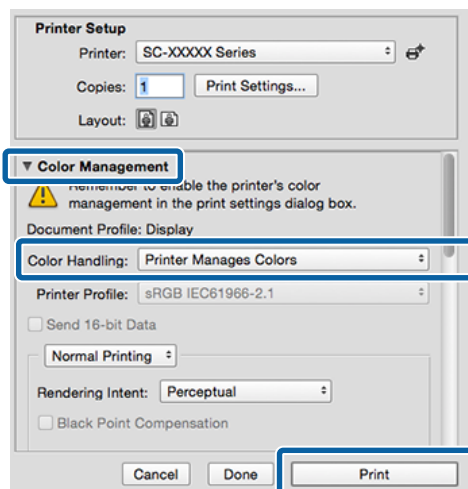 Printer Setup
Printer: SC-XXXXX Series
Copies: 1 Print Settings...
Layout:
▼ Color Management
Remember to enable the printer's color
management in the print settings dialog box.
Document Profile: Display
Color Handling: Printer Manages Colors
Printer Profile: sRGB IEC61966-2.1
Send 16-bit Data
Normal Printing
Rendering Intent: Perceptual
Black Point Compensation
Cancel Done Print